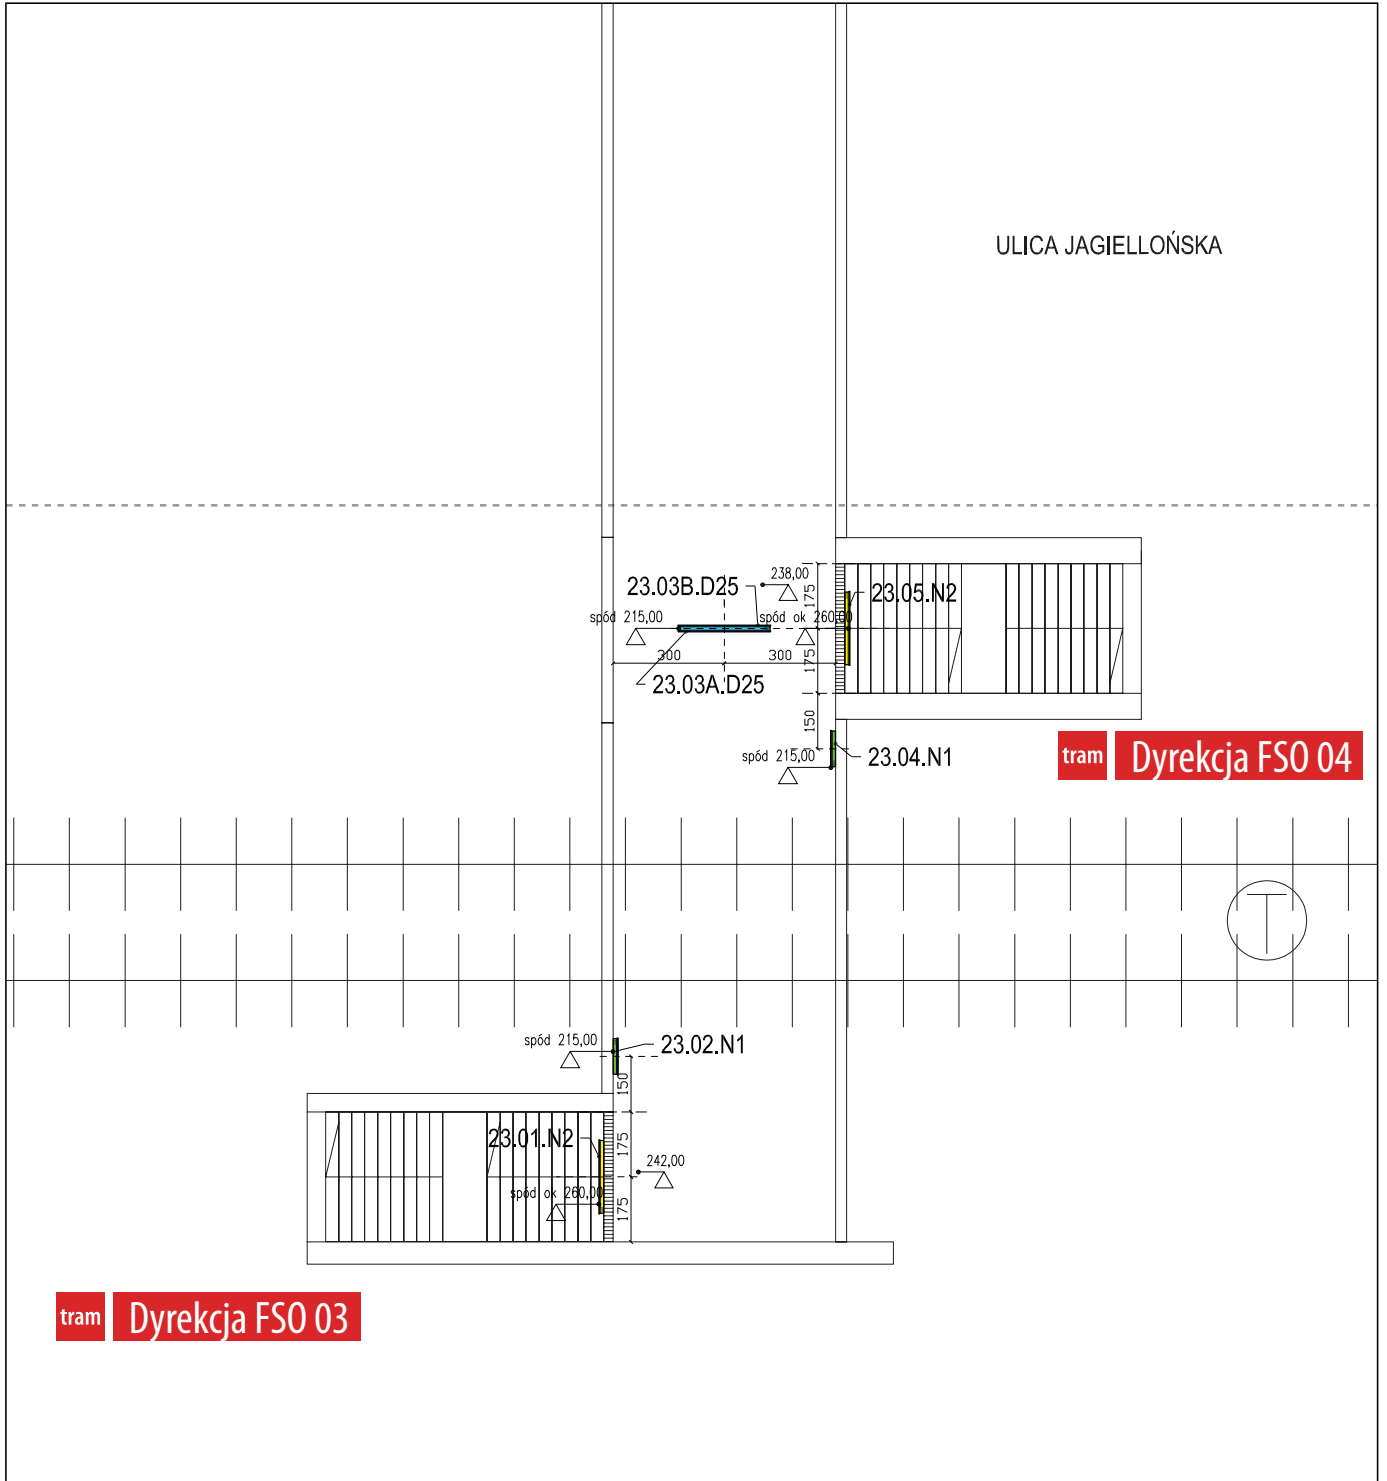 ULICA JAGIELLOŃSKA
238,00
23.03B.D25
175
23.05.N2
spód 215,00
spód ok 260,00
300
300
175
23.03A.D25
150
spód 215,00
23.04.N1
tram Dyrekcja FSO 04
T
spód 215,00
23.02.N1
150
23.01.N2
175
242,00
spód ok 260,00
175
tram Dyrekcja FSO 03